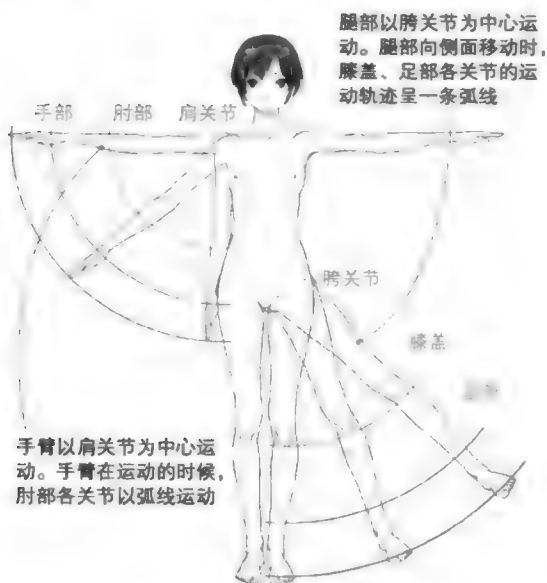 腿部以胯关节为中心运
动。腿部向侧面移动时,
膝盖、足部各关节的运
动轨迹呈一条弧线
手部 肘部 肩关节
胯关节
膝盖
手臂以肩关节为中心运
动。手臂在运动的时候,
肘部各关节以弧线运动